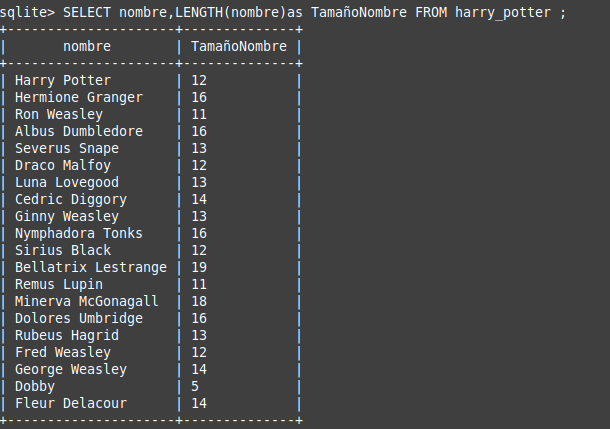 sqlite> SELECT nombre,LENGTH(nombre)as TamañoNombre FROM harry_potter ;
+---------------------+--------------+
|       nombre        | TamañoNombre |
+---------------------+--------------+
| Harry Potter        | 12           |
| Hermione Granger    | 16           |
| Ron Weasley         | 11           |
| Albus Dumbledore    | 16           |
| Severus Snape       | 13           |
| Draco Malfoy        | 12           |
| Luna Lovegood       | 13           |
| Cedric Diggory      | 14           |
| Ginny Weasley       | 13           |
| Nymphadora Tonks    | 16           |
| Sirius Black        | 12           |
| Bellatrix Lestrange | 19           |
| Remus Lupin         | 11           |
| Minerva McGonagall  | 18           |
| Dolores Umbridge    | 16           |
| Rubeus Hagrid       | 13           |
| Fred Weasley        | 12           |
| George Weasley      | 14           |
| Dobby               | 5            |
| Fleur Delacour      | 14           |
+---------------------+--------------+